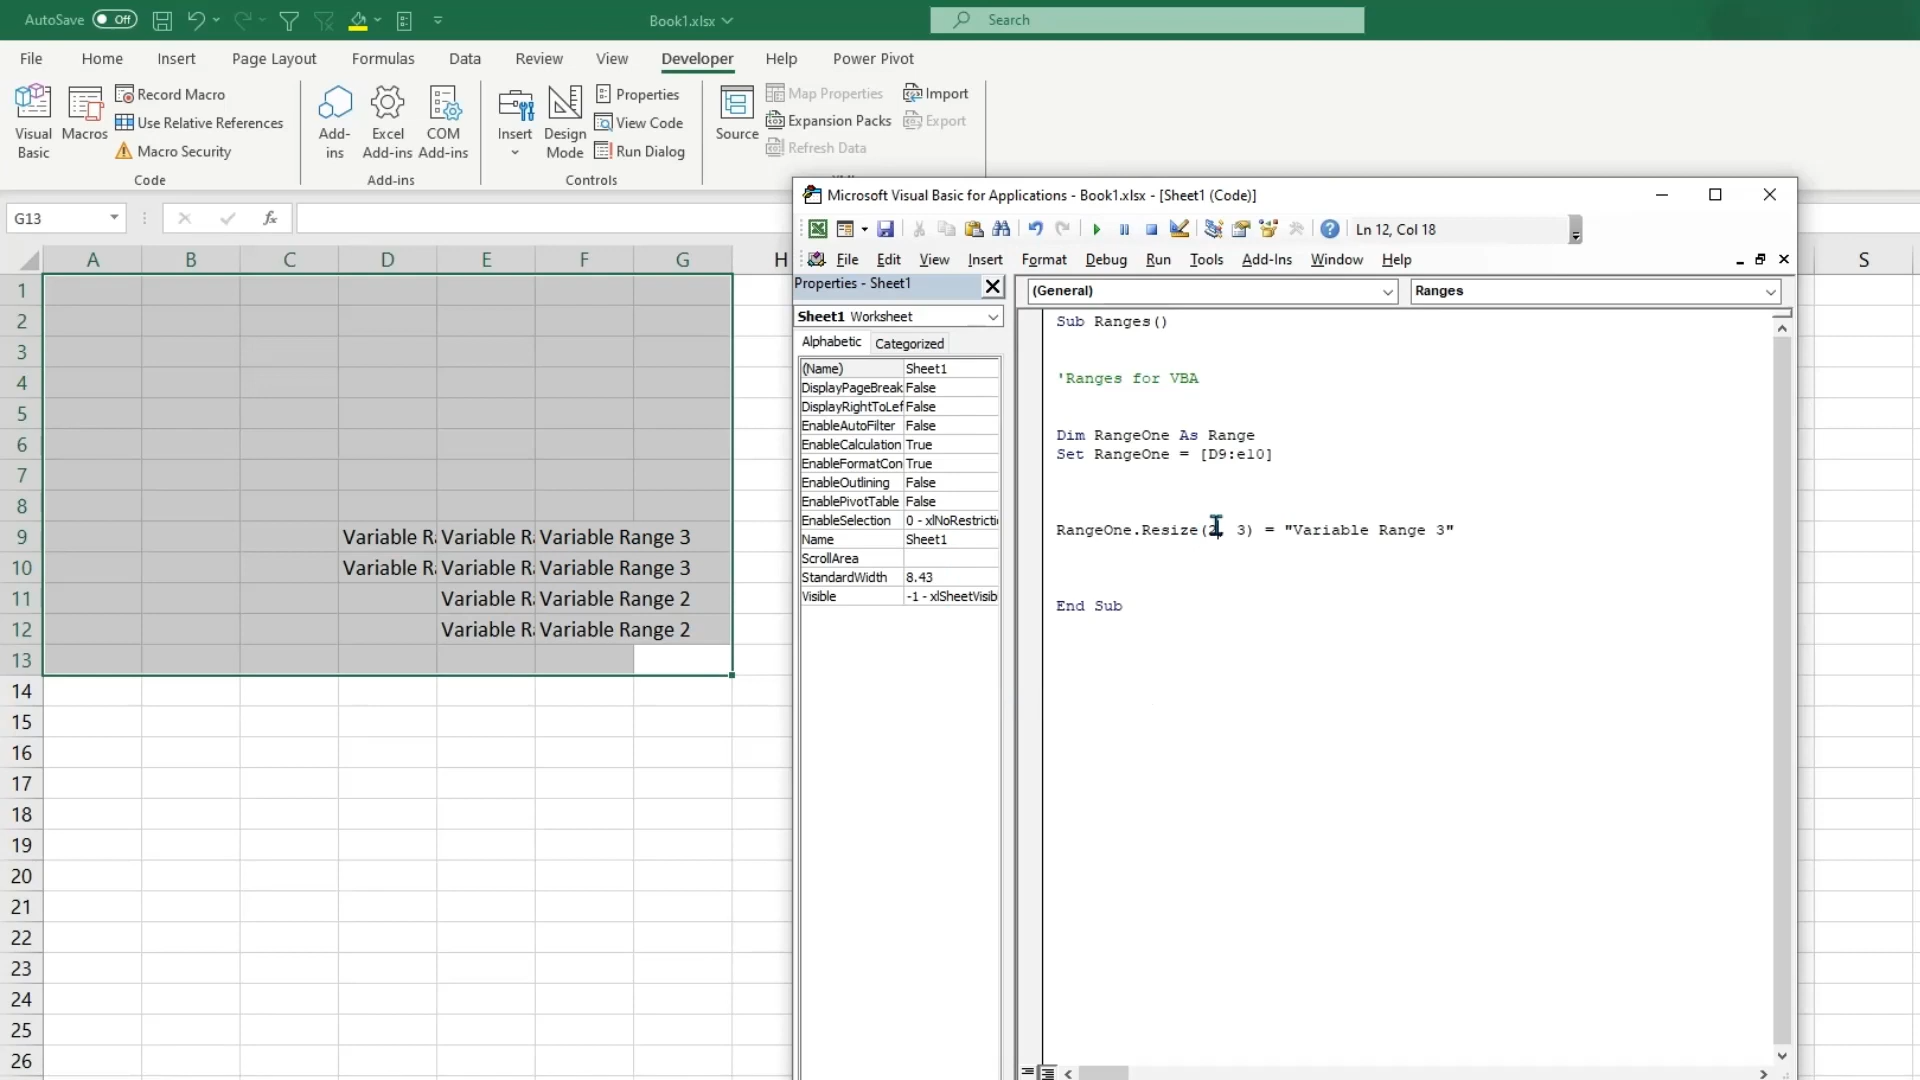 AutoSave Off Book1.xlsx Search
File Home Insert Page Layout Formulas Data Review View Developer Help Power Pivot
Visual Basic
Macros
Record Macro
Use Relative References
Macro Security
Code
Add-ins
Excel Add-ins
COM Add-ins
Add-ins
Insert
Design Mode
Properties
View Code
Run Dialog
Controls
Source
Map Properties
Expansion Packs
Refresh Data
Import
Export
G13
fx
A B C D E F G H S
1
2
3
4
5
6
7
8
9 Variable R Variable R Variable Range 3
10 Variable R Variable R Variable Range 3
11 Variable R Variable Range 2
12 Variable R Variable Range 2
13
14
15
16
17
18
19
20
21
22
23
24
25
26
Microsoft Visual Basic for Applications - Book1.xlsx - [Sheet1 (Code)]
Ln 12, Col 18
File Edit View Insert Format Debug Run Tools Add-Ins Window Help
Properties - Sheet1
Sheet1 Worksheet
Alphabetic Categorized
(Name) Sheet1
DisplayPageBreak False
DisplayRightToLef False
EnableAutoFilter False
EnableCalculation True
EnableFormatCon True
EnableOutlining False
EnablePivotTable False
EnableSelection 0 - xlNoRestricti
Name Sheet1
ScrollArea
StandardWidth 8.43
Visible -1 - xlSheetVisib
(General) Ranges
Sub Ranges()
'Ranges for VBA
Dim RangeOne As Range
Set RangeOne = [D9:e10]
RangeOne.Resize(2, 3) = "Variable Range 3"
End Sub